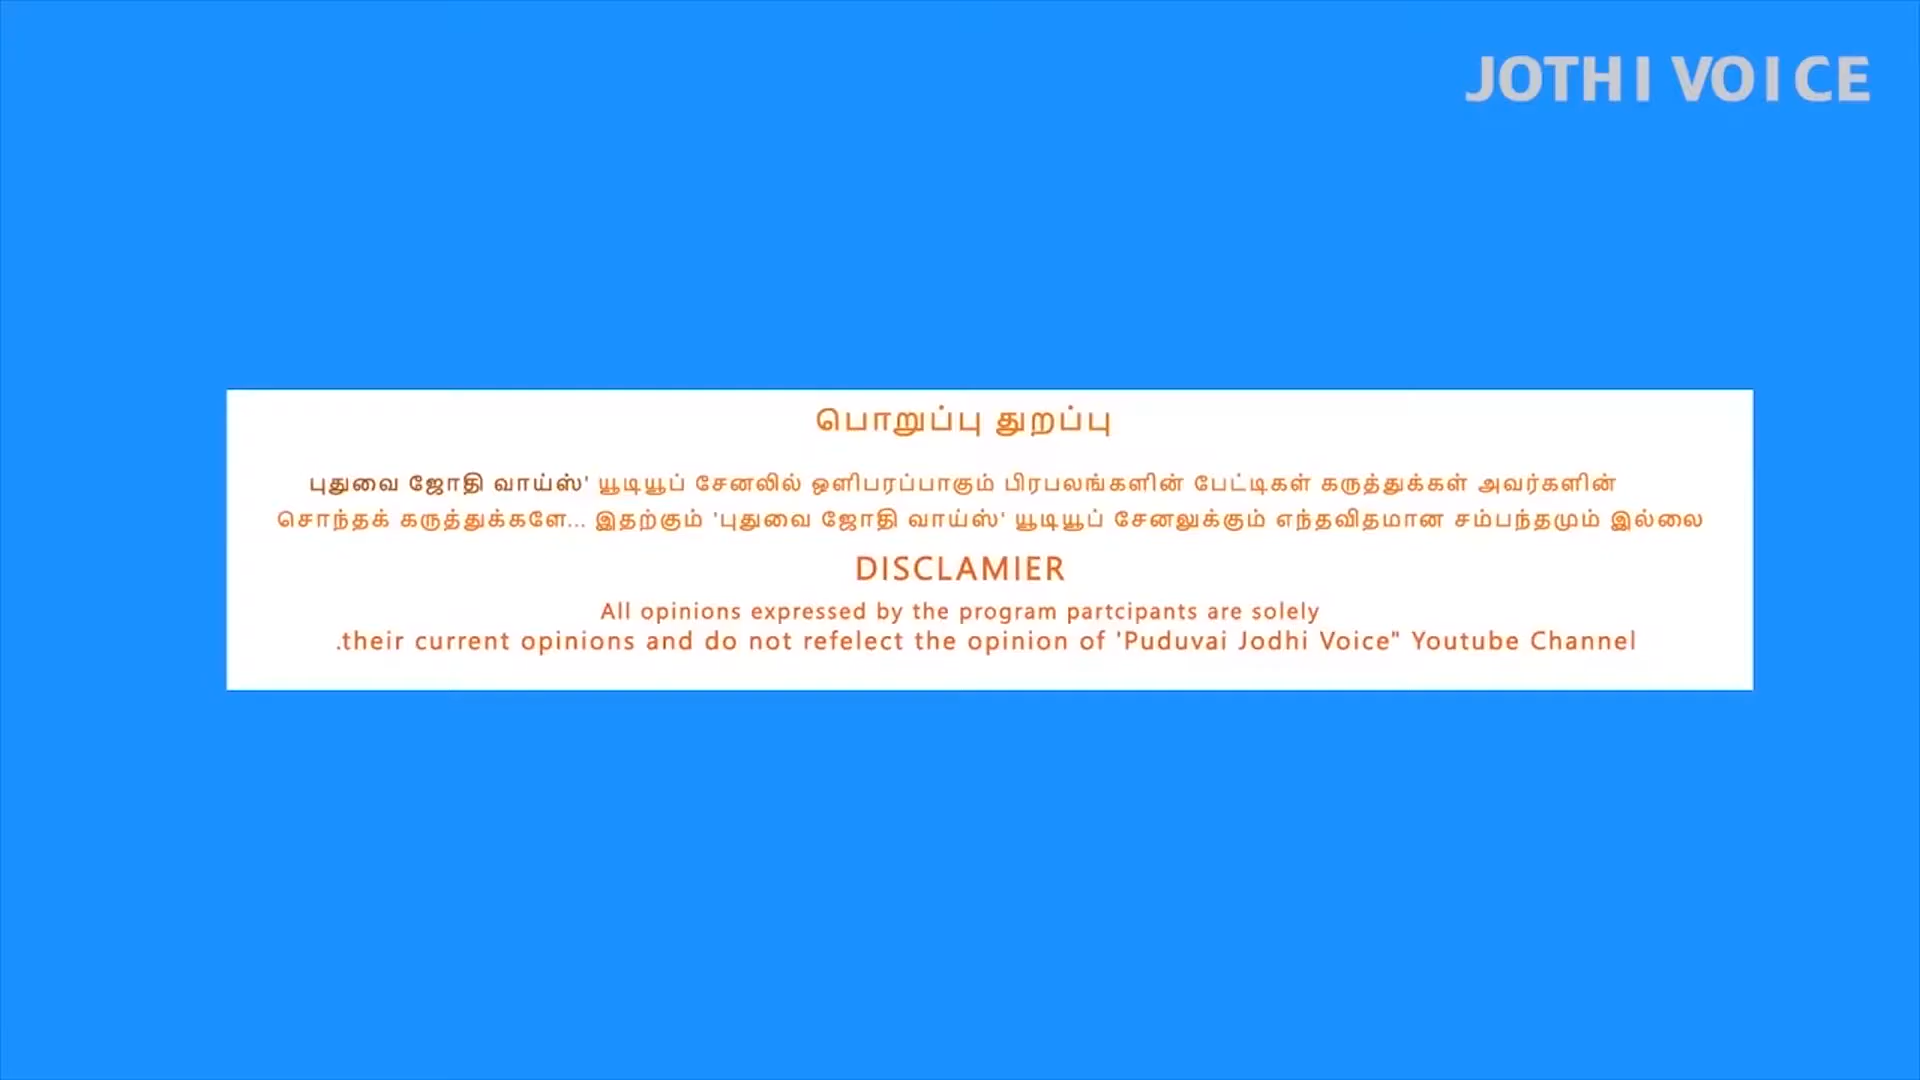 JOTHI VOICE
பொறுப்பு துறப்பு
புதுவை ஜோதி வாய்ஸ்' யூடியூப் சேனலில் ஒளிபரப்பாகும் பிரபலங்களின் பேட்டிகள் கருத்துக்கள் அவர்களின்
சொந்தக் கருத்துக்களே... இதற்கும் 'புதுவை ஜோதி வாய்ஸ்' யூடியூப் சேனலுக்கும் எந்தவிதமான சம்பந்தமும் இல்லை
DISCLAMIER
All opinions expressed by the program partcipants are solely
.their current opinions and do not refelect the opinion of 'Puduvai Jodhi Voice" Youtube Channel